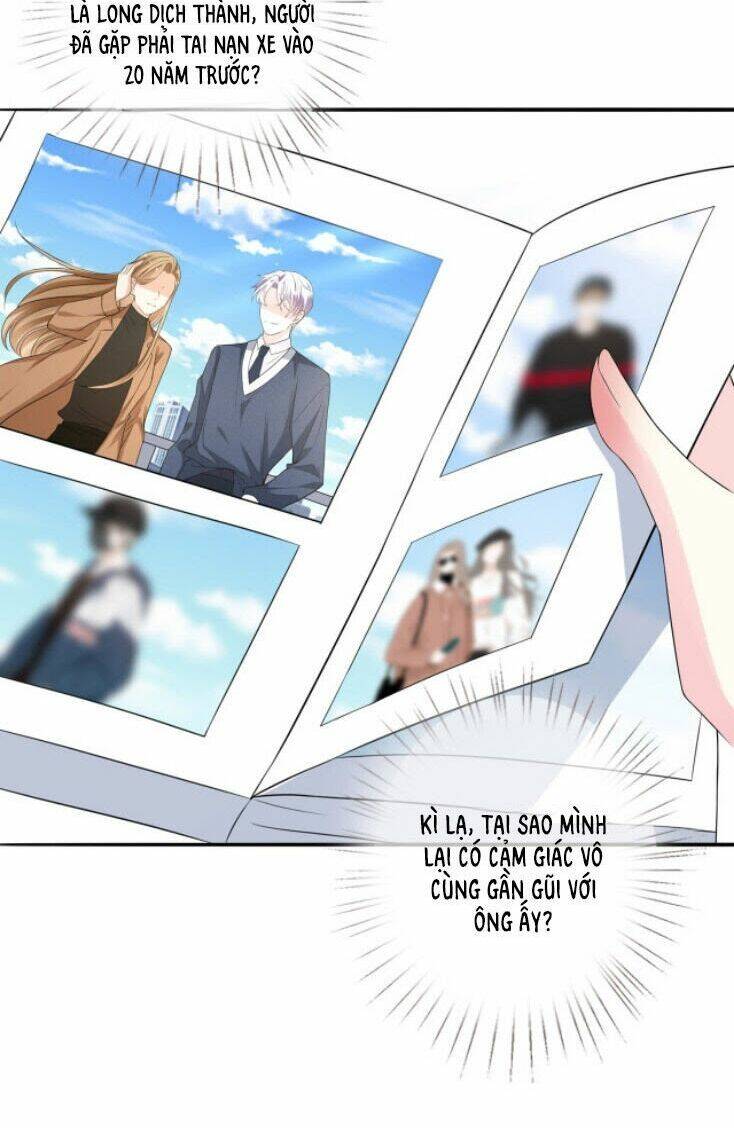 LÀ LONG DỊCH THÀNH, NGƯỜI
ĐÃ GẶP PHẢI TAI NẠN XE VÀO
20 NĂM TRƯỚC?
KÌ LẠ, TẠI SAO MÌNH
LẠI CÓ CẢM GIÁC VÔ
CÙNG GẦN GŨI VỚI
ÔNG ẤY?